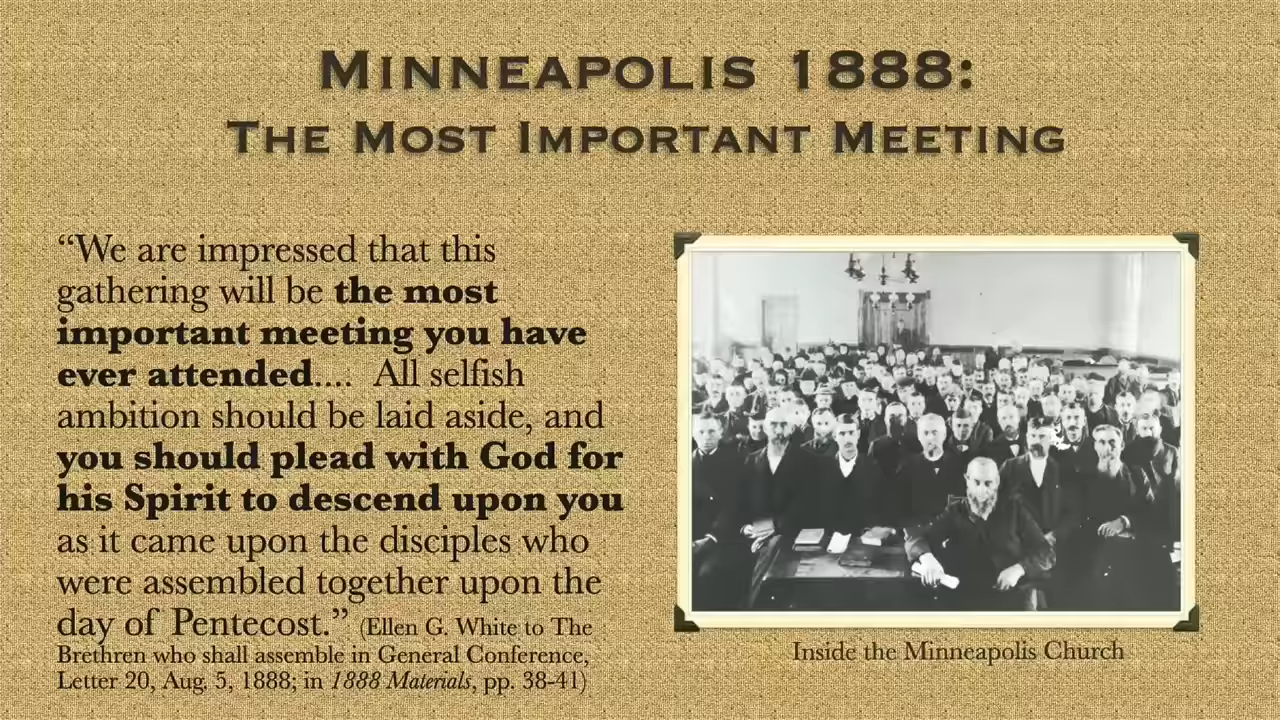 MINNEAPOLIS 1888:
THE MOST IMPORTANT MEETING
“We are impressed that this
gathering will be the most
important meeting you have
ever attended.... All selfish
ambition should be laid aside, and
you should plead with God for
his Spirit to descend upon you
as it came upon the disciples who
were assembled together upon the
day of Pentecost.” (Ellen G. White to The
Brethren who shall assemble in General Conference,
Letter 20, Aug. 5, 1888; in 1888 Materials, pp. 38-41)
Inside the Minneapolis Church